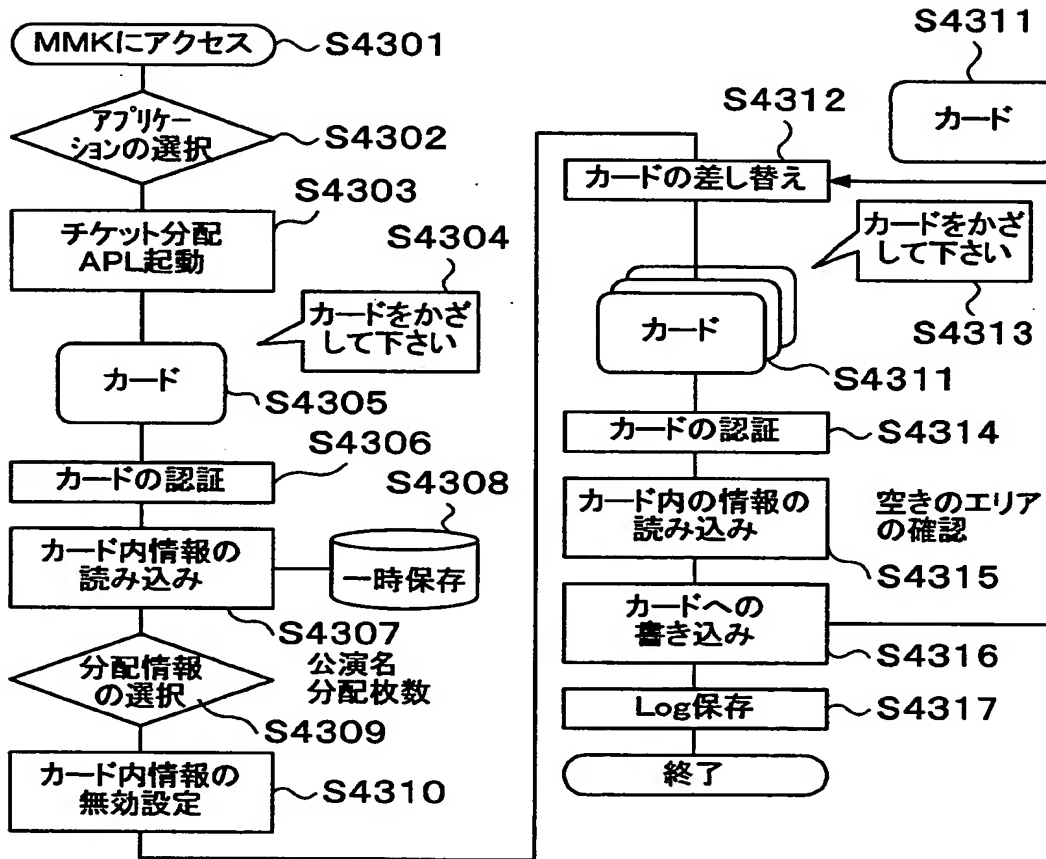 MMKにアクセス
S4301
アプリケー
ションの選択
S4302
S4303
チケット分配
APL起動
S4304
カードをかざ
して下さい
カード
S4305
S4306
カードの認証
S4308
カード内情報の
読み込み
一時保存
S4307
公演名
分配枚数
分配情報
の選択
S4309
カード内情報の
無効設定
S4310
S4311
カード
S4312
カードの差し替え
カードをかざ
して下さい
S4313
カード
S4311
カードの認証
S4314
カード内の情報の
読み込み
空きのエリア
の確認
S4315
カードへの
書き込み
S4316
Log保存
S4317
終了